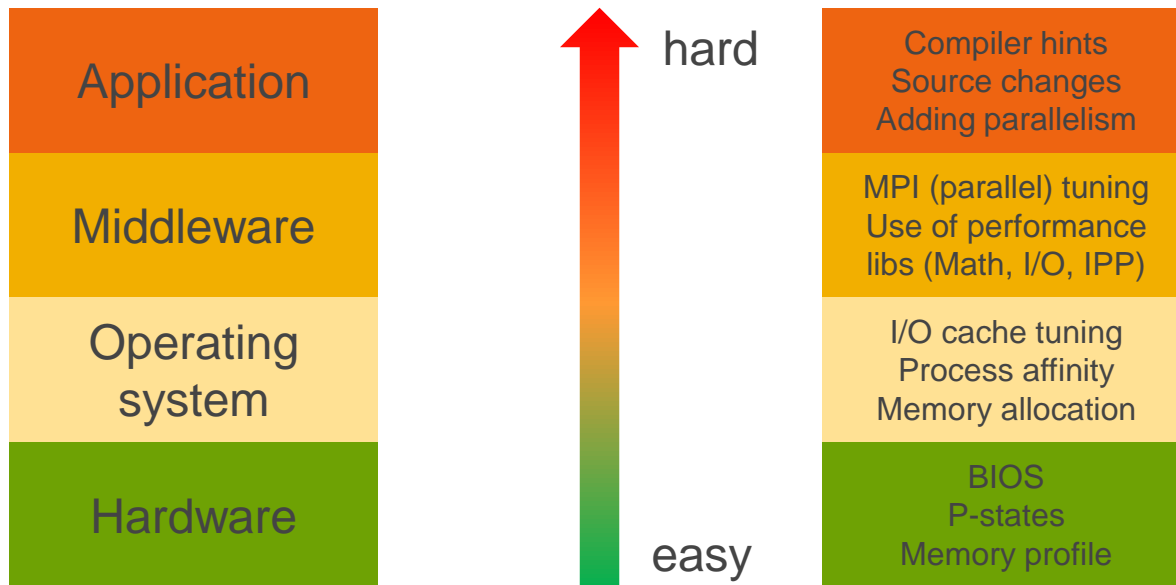 Application
Middleware
Operating
system
Hardware
hard
easy
Compiler hints
Source changes
Adding parallelism
MPI (parallel) tuning
Use of performance
libs (Math, I/O, IPP)
I/O cache tuning
Process affinity
Memory allocation
BIOS
P-states
Memory profile